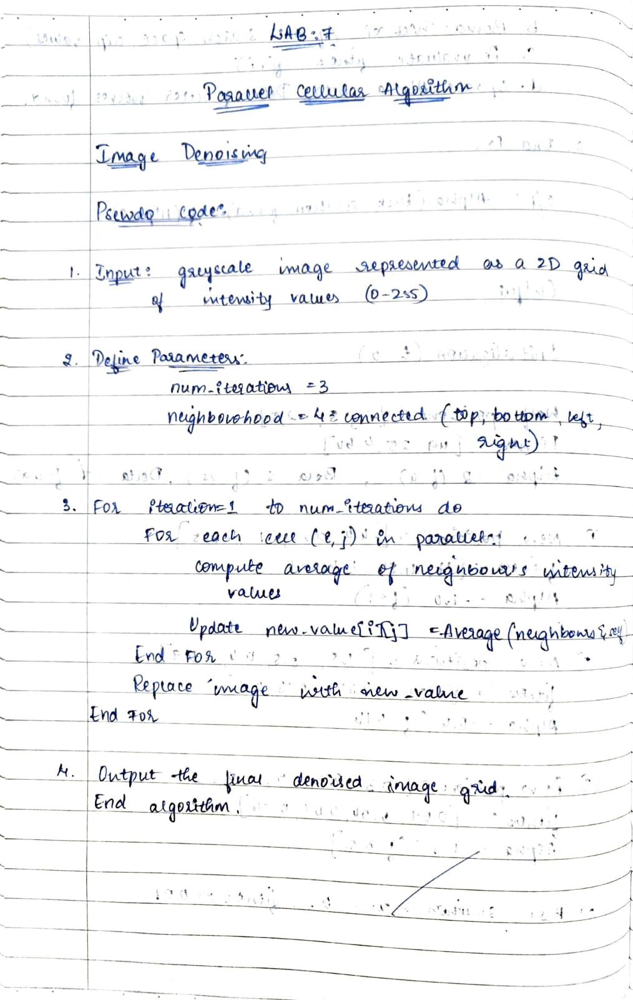 LAB:7
Parallel Cellular Algorithm
Image Denoising
Pseudo code:
1. Input: greyscale image represented as a 2D grid
of intensity values (0-255)
2. Define Parameters:
num_iterations = 3
neighbourhood = 4-connected (top, bottom, left,
right)
3. For iteration=1 to num_iterations do
For each cell (i,j) in parallel:
compute average of neighbour's intensity
values
Update new_value[i][j] = Average (neighbours & self
End For
Replace image with new_value
End For
4. Output the final denoised image grid.
End algorithm.